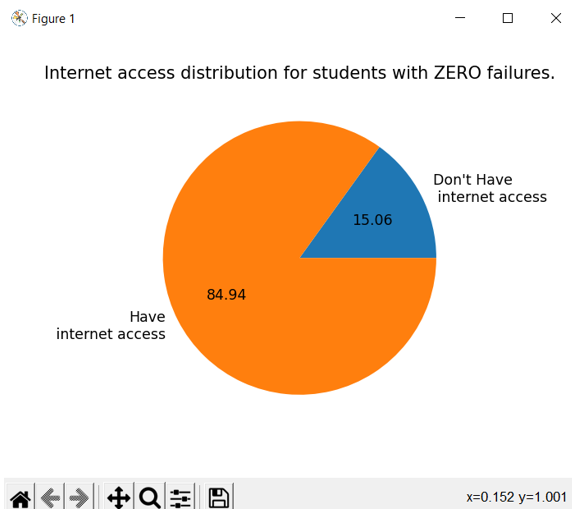 Figure 1
Internet access distribution for students with ZERO failures.
Don't Have
internet access
15.06
84.94
Have
internet access
x=0.152 y=1.001